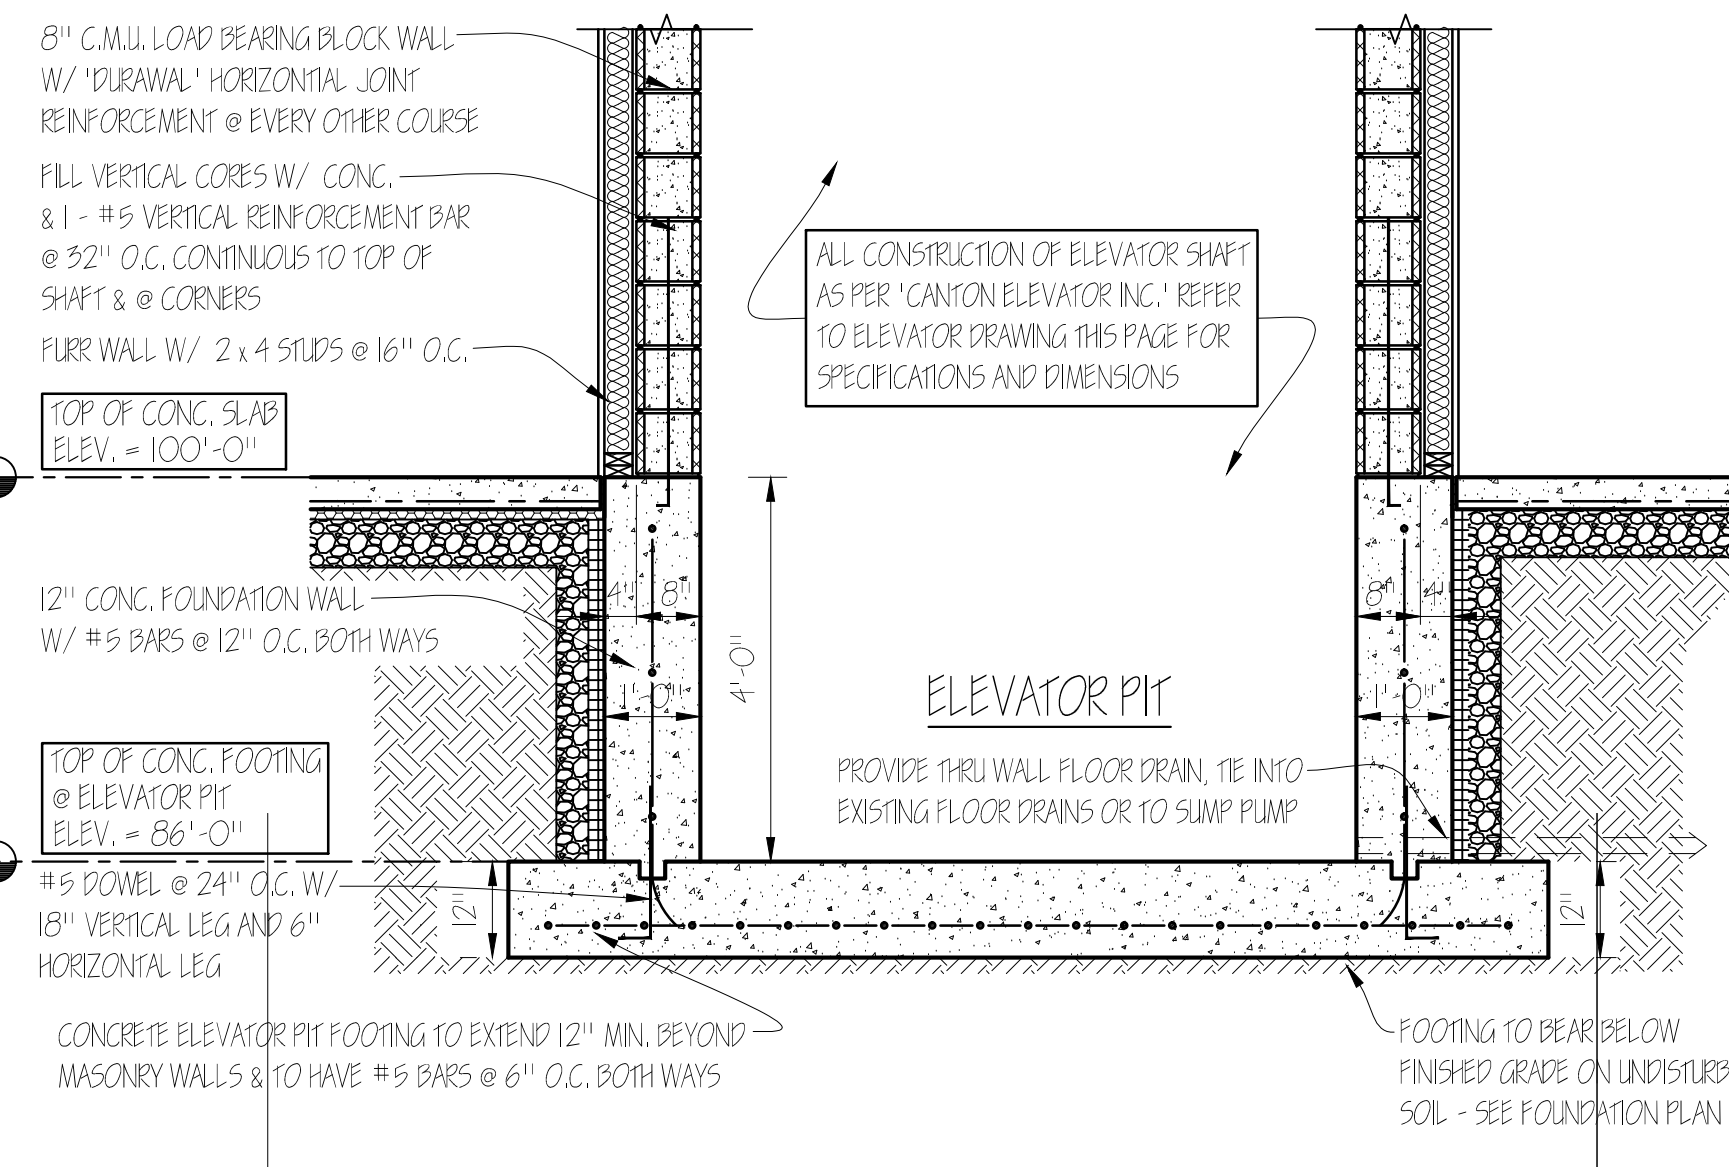 8" C.M.U. LOAD BEARING BLOCK WALL
W/ 'DURAWAL' HORIZONTIAL JOINT
REINFORCEMENT @ EVERY OTHER COURSE
FILL VERTICAL CORES W/ CONC.
& 1 - #5 VERTICAL REINFORCEMENT BAR
@ 32" O.C. CONTINUOUS TO TOP OF
SHAFT & @ CORNERS
FURR WALL W/ 2 x 4 STUDS @ 16" O.C.
TOP OF CONC. SLAB
ELEV. = 100'-0"
ALL CONSTRUCTION OF ELEVATOR SHAFT
AS PER 'CANTON ELEVATOR INC.' REFER
TO ELEVATOR DRAWING THIS PAGE FOR
SPECIFICATIONS AND DIMENSIONS
12" CONC. FOUNDATION WALL
W/ #5 BARS @ 12" O.C. BOTH WAYS
4" 8"
1'-0"
4'-0"
8" 4"
1'-0"
ELEVATOR PIT
PROVIDE THRU WALL FLOOR DRAIN, TIE INTO
EXISTING FLOOR DRAINS OR TO SUMP PUMP
TOP OF CONC. FOOTING
@ ELEVATOR PIT
ELEV. = 86'-0"
#5 DOWEL @ 24" O.C. W/
18" VERTICAL LEG AND 6"
HORIZONTAL LEG
12"
12"
CONCRETE ELEVATOR PIT FOOTING TO EXTEND 12" MIN. BEYOND
MASONRY WALLS & TO HAVE #5 BARS @ 6" O.C. BOTH WAYS
FOOTING TO BEAR BELOW
FINISHED GRADE ON UNDISTURB
SOIL - SEE FOUNDATION PLAN